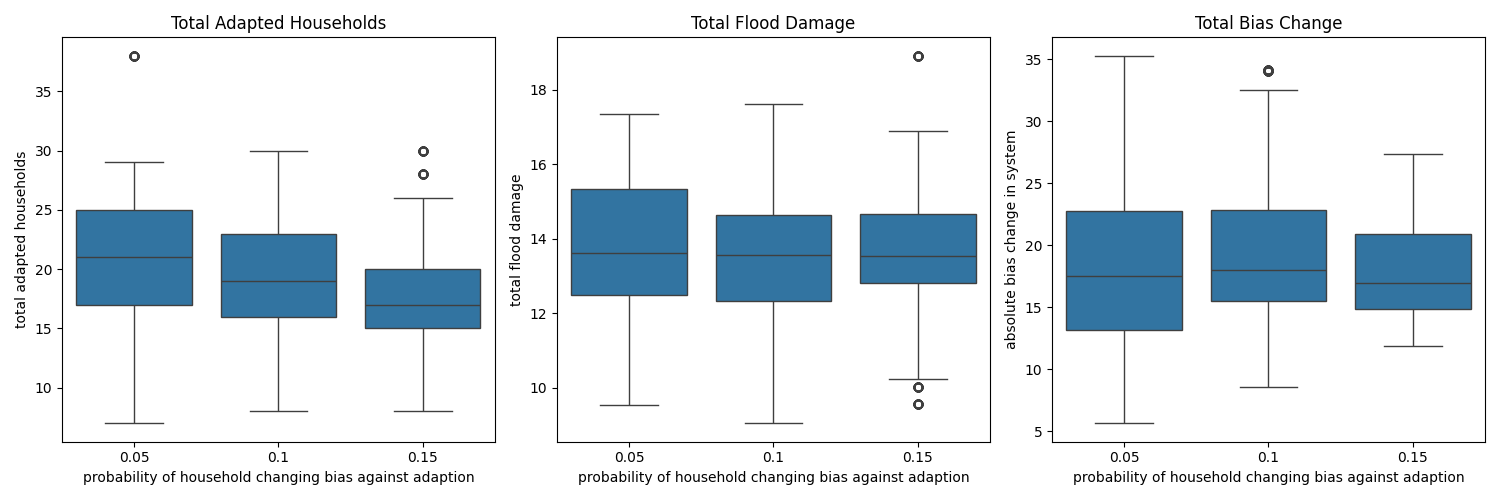 Total Adapted Households
total adapted households
35
30
25
20
15
10
0.05 0.1 0.15
probability of household changing bias against adaption
Total Flood Damage
total flood damage
18
16
14
12
10
0.05 0.1 0.15
probability of household changing bias against adaption
Total Bias Change
absolute bias change in system
35
30
25
20
15
10
5
0.05 0.1 0.15
probability of household changing bias against adaption